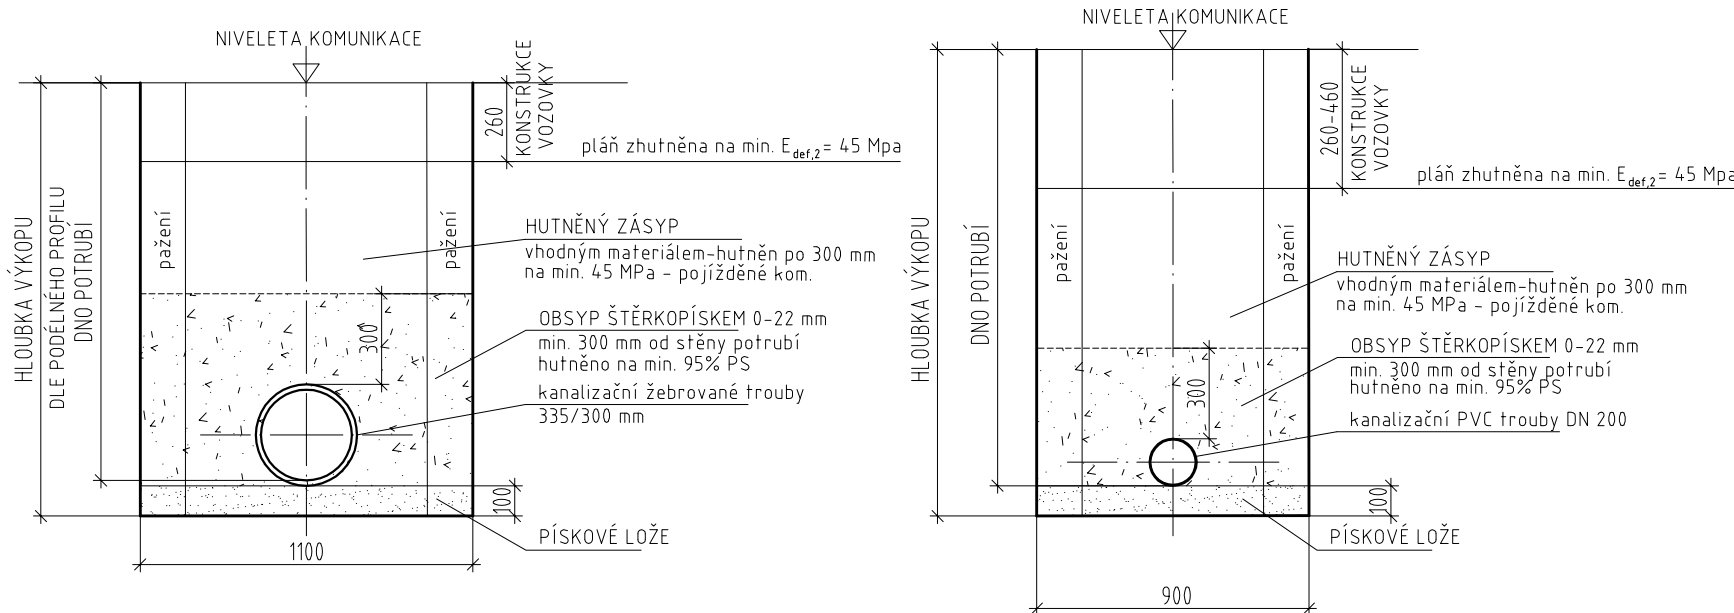 NIVELETA KOMUNIKACE
260
KONSTRUKCE
VOZOVKY
pláň zhutněna na min. Edef,2= 45 Mpa
HLOUBKA VÝKOPU
DLE PODÉLNÉHO PROFILU
DNO POTRUBÍ
pažení
pažení
HUTNĚNÝ ZÁSYP
vhodným materiálem-hutněn po 300 mm
na min. 45 MPa - pojížděné kom.
300
OBSYP ŠTĚRKOPÍSKEM 0-22 mm
min. 300 mm od stěny potrubí
hutněno na min. 95% PS
kanalizační žebrované trouby
335/300 mm
100
PÍSKOVÉ LOŽE
1100
NIVELETA KOMUNIKACE
260-460
KONSTRUKCE
VOZOVKY
pláň zhutněna na min. Edef,2= 45 Mpa
HLOUBKA VÝKOPU
DNO POTRUBÍ
pažení
pažení
HUTNĚNÝ ZÁSYP
vhodným materiálem-hutněn po 300 mm
na min. 45 MPa - pojížděné kom.
300
OBSYP ŠTĚRKOPÍSKEM 0-22 mm
min. 300 mm od stěny potrubí
hutněno na min. 95% PS
kanalizační PVC trouby DN 200
100
PÍSKOVÉ LOŽE
900